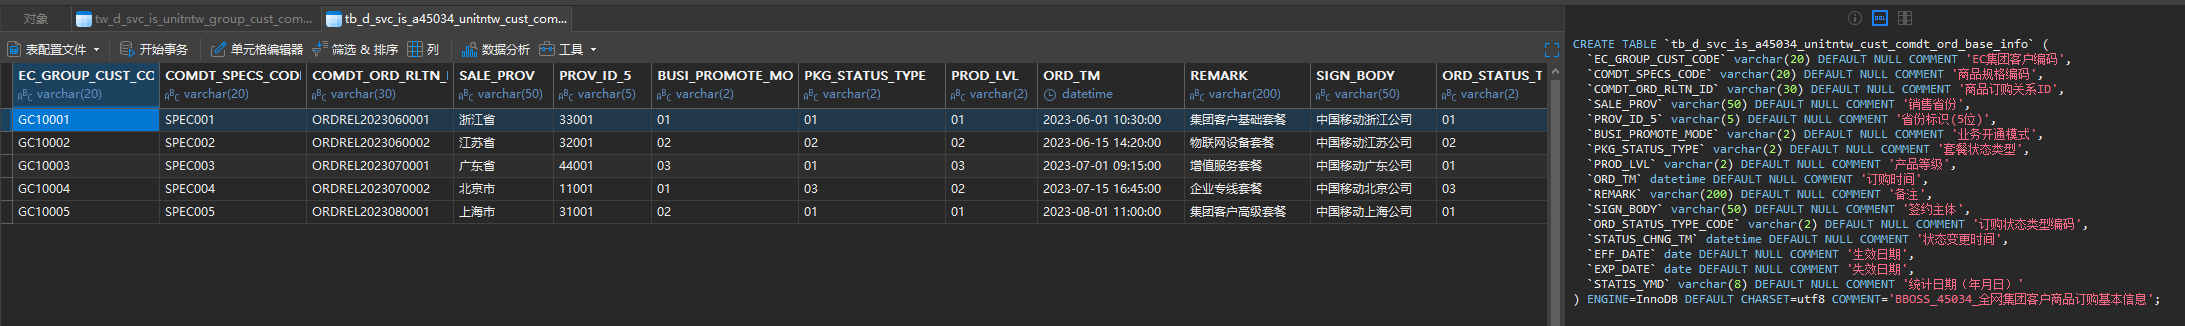 对象 tw_d_svc_is_unitntw_group_cust_com... tb_d_svc_is_a45034_unitntw_cust_com...
表配置文件 开始事务 单元格编辑器 筛选 & 排序 列 数据分析 工具
EC_GROUP_CUST_CO COMDT_SPECS_CODE COMDT_ORD_RLTN_I SALE_PROV PROV_ID_5 BUSI_PROMOTE_MO PKG_STATUS_TYPE PROD_LVL ORD_TM REMARK SIGN_BODY ORD_STATUS_T
ABC varchar(20) ABC varchar(20) ABC varchar(30) ABC varchar(50) ABC varchar(5) ABC varchar(2) ABC varchar(2) ABC varchar(2) datetime ABC varchar(200) ABC varchar(50) ABC varchar(2)
GC10001 SPEC001 ORDREL2023060001 浙江省 33001 01 01 01 2023-06-01 10:30:00 集团客户基础套餐 中国移动浙江公司 01
GC10002 SPEC002 ORDREL2023060002 江苏省 32001 02 02 02 2023-06-15 14:20:00 物联网设备套餐 中国移动江苏公司 02
GC10003 SPEC003 ORDREL2023070001 广东省 44001 03 01 03 2023-07-01 09:15:00 增值服务套餐 中国移动广东公司 01
GC10004 SPEC004 ORDREL2023070002 北京市 11001 01 03 02 2023-07-15 16:45:00 企业专线套餐 中国移动北京公司 03
GC10005 SPEC005 ORDREL2023080001 上海市 31001 02 01 01 2023-08-01 11:00:00 集团客户高级套餐 中国移动上海公司 01
DDL
CREATE TABLE `tb_d_svc_is_a45034_unitntw_cust_comdt_ord_base_info` (
`EC_GROUP_CUST_CODE` varchar(20) DEFAULT NULL COMMENT 'EC集团客户编码',
`COMDT_SPECS_CODE` varchar(20) DEFAULT NULL COMMENT '商品规格编码',
`COMDT_ORD_RLTN_ID` varchar(30) DEFAULT NULL COMMENT '商品订购关系ID',
`SALE_PROV` varchar(50) DEFAULT NULL COMMENT '销售省份',
`PROV_ID_5` varchar(5) DEFAULT NULL COMMENT '省份标识(5位)',
`BUSI_PROMOTE_MODE` varchar(2) DEFAULT NULL COMMENT '业务开通模式',
`PKG_STATUS_TYPE` varchar(2) DEFAULT NULL COMMENT '套餐状态类型',
`PROD_LVL` varchar(2) DEFAULT NULL COMMENT '产品等级',
`ORD_TM` datetime DEFAULT NULL COMMENT '订购时间',
`REMARK` varchar(200) DEFAULT NULL COMMENT '备注',
`SIGN_BODY` varchar(50) DEFAULT NULL COMMENT '签约主体',
`ORD_STATUS_TYPE_CODE` varchar(2) DEFAULT NULL COMMENT '订购状态类型编码',
`STATUS_CHNG_TM` datetime DEFAULT NULL COMMENT '状态变更时间',
`EFF_DATE` date DEFAULT NULL COMMENT '生效日期',
`EXP_DATE` date DEFAULT NULL COMMENT '失效日期',
`STATIS_YMD` varchar(8) DEFAULT NULL COMMENT '统计日期（年月日）'
) ENGINE=InnoDB DEFAULT CHARSET=utf8 COMMENT='BBOSS_45034_全网集团客户商品订购基本信息';